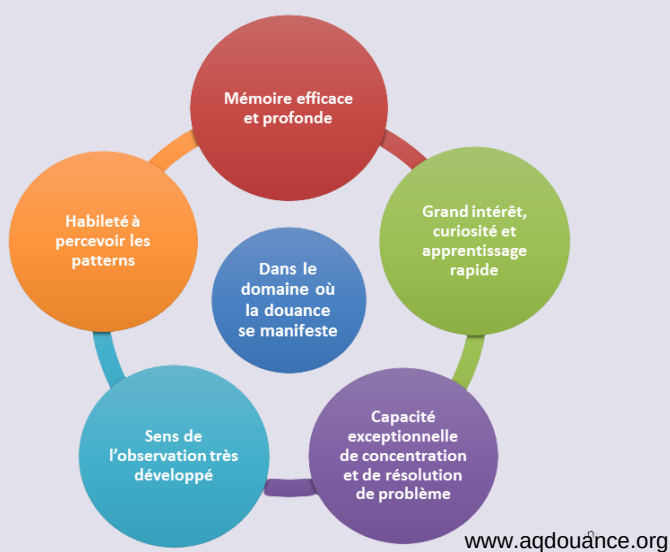 Mémoire efficace
et profonde
Grand intérêt,
curiosité et
apprentissage
rapide
Capacité
exceptionnelle
de concentration
et de résolution
de problème
Sens de
l'observation très
développé
Habileté à
percevoir les
patterns
Dans le
domaine où
la douance
se manifeste
www.aqdouance.org